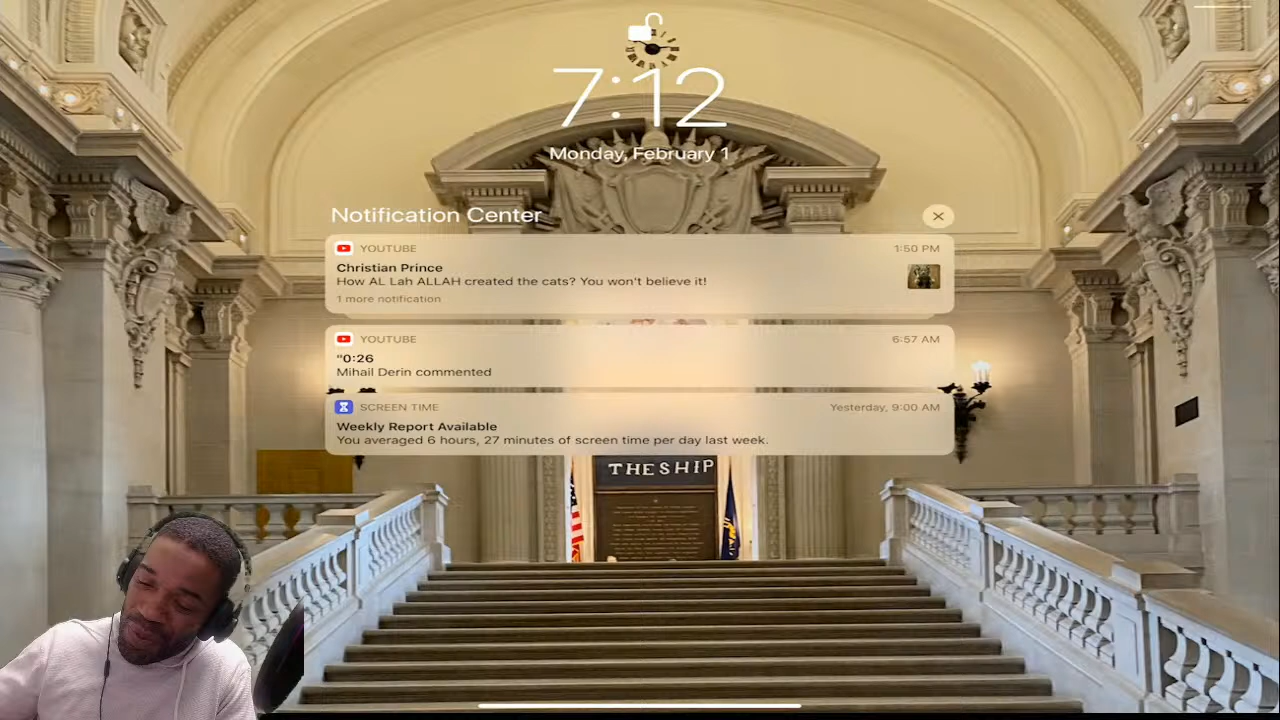 7:12
Monday, February 1
Notification Center
YOUTUBE 1:50 PM
Christian Prince
How AL Lah ALLAH created the cats? You won't believe it!
1 more notification
YOUTUBE 6:57 AM
"0:26
Mihail Derin commented
SCREEN TIME Yesterday, 9:00 AM
Weekly Report Available
You averaged 6 hours, 27 minutes of screen time per day last week.
THE SHIP